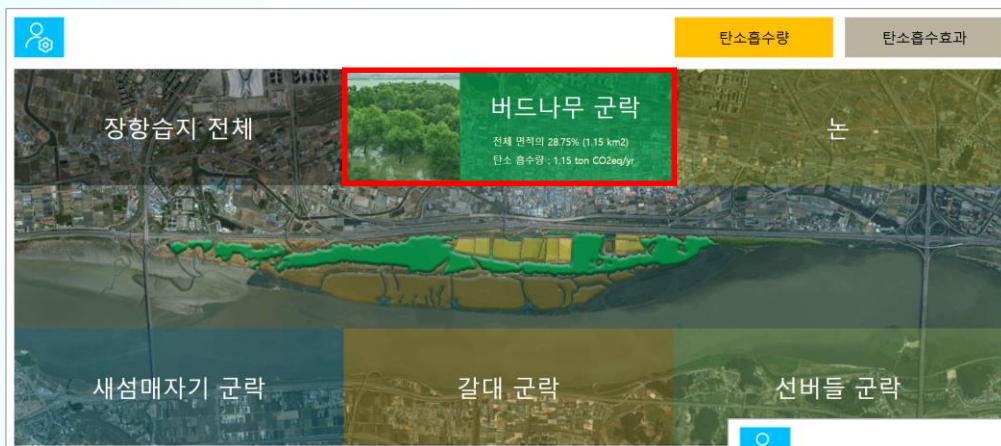 탄소흡수량
탄소흡수효과
장항습지 전체
버드나무 군락
전체 면적의 28.75% (1.15 km2)
탄소 흡수량 : 1.15 ton CO2eq/yr
논
새섬매자기 군락
갈대 군락
선버들 군락